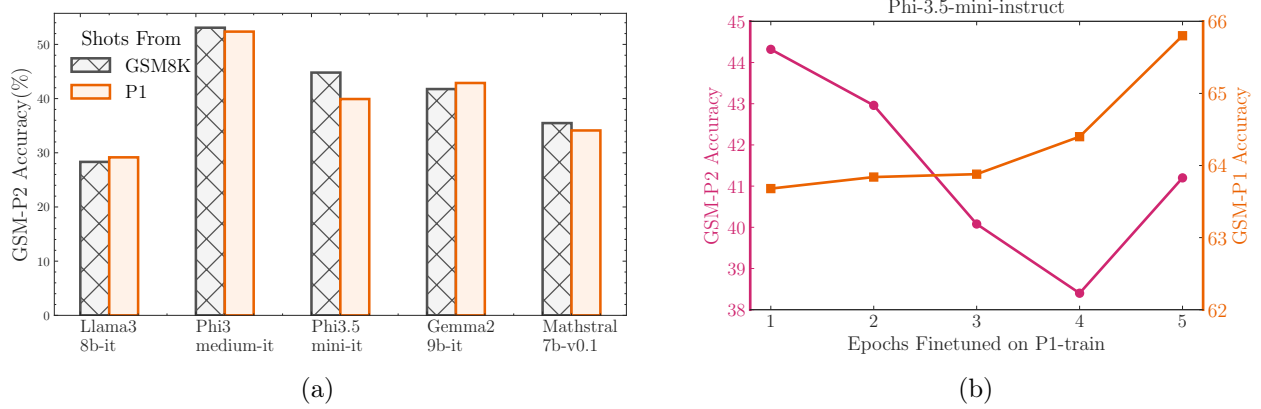 Shots From
GSM8K
P1
GSM-P2 Accuracy(%)
50
40
30
20
10
0
Llama3
8b-it
Phi3
medium-it
Phi3.5
mini-it
Gemma2
9b-it
Mathstral
7b-v0.1
(a)
Phi-3.5-mini-instruct
GSM-P2 Accuracy
45
44
43
42
41
40
39
38
66
65
64
63
62
GSM-P1 Accuracy
1
2
3
4
5
Epochs Finetuned on P1-train
(b)